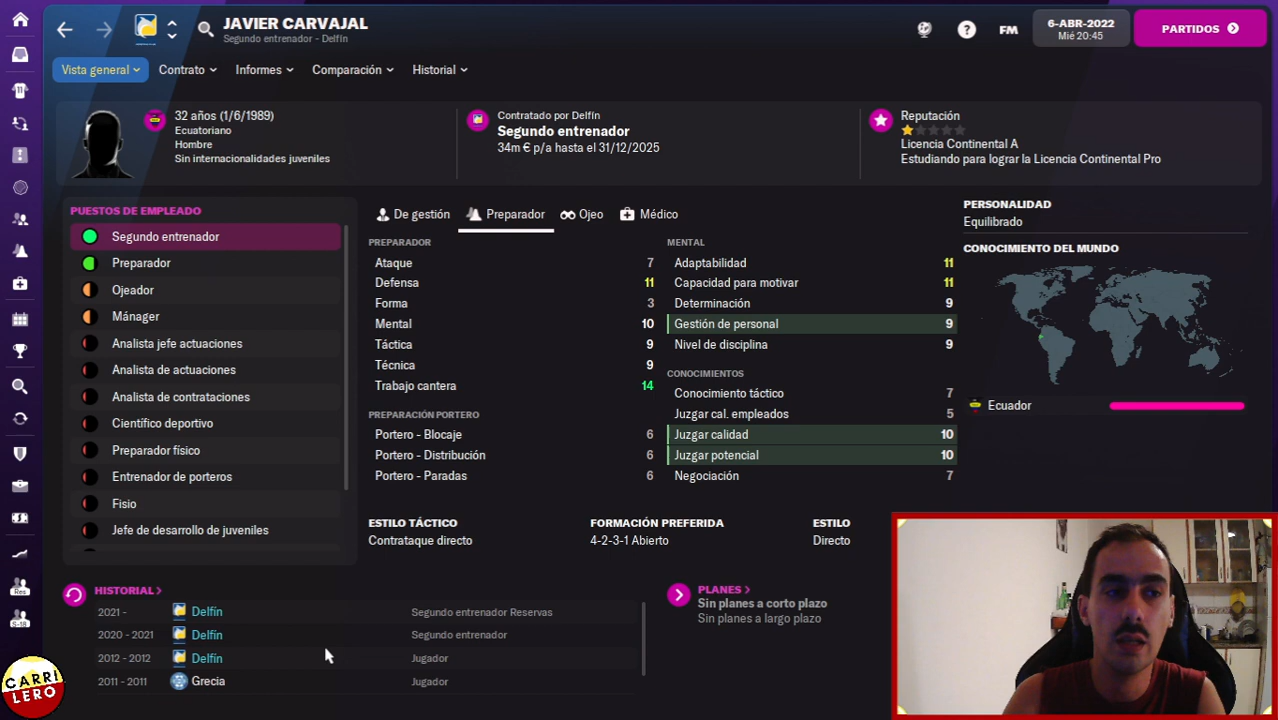 JAVIER CARVAJAL
Segundo entrenador - Delfín
?
FM
6-ABR-2022
Mié 20:45
PARTIDOS
Vista general
Contrato
Informes
Comparación
Historial
32 años (1/6/1989)
Ecuatoriano
Hombre
Sin internacionalidades juveniles
Contratado por Delfín
Segundo entrenador
34m € p/a hasta el 31/12/2025
Reputación
Licencia Continental A
Estudiando para lograr la Licencia Continental Pro
PUESTOS DE EMPLEADO
Segundo entrenador
Preparador
Ojeador
Mánager
Analista jefe actuaciones
Analista de actuaciones
Analista de contrataciones
Científico deportivo
Preparador físico
Entrenador de porteros
Fisio
Jefe de desarrollo de juveniles
De gestión
Preparador
Ojeo
Médico
PREPARADOR
Ataque 7
Defensa 11
Forma 3
Mental 10
Táctica 9
Técnica 9
Trabajo cantera 14
PREPARACIÓN PORTERO
Portero - Blocaje 6
Portero - Distribución 6
Portero - Paradas 6
MENTAL
Adaptabilidad 11
Capacidad para motivar 11
Determinación 9
Gestión de personal 9
Nivel de disciplina 9
CONOCIMIENTOS
Conocimiento táctico 7
Juzgar cal. empleados 5
Juzgar calidad 10
Juzgar potencial 10
Negociación 7
PERSONALIDAD
Equilibrado
CONOCIMIENTO DEL MUNDO
Ecuador
ESTILO TÁCTICO
Contrataque directo
FORMACIÓN PREFERIDA
4-2-3-1 Abierto
ESTILO
Directo
HISTORIAL
2021 - Delfín Segundo entrenador Reservas
2020 - 2021 Delfín Segundo entrenador
2012 - 2012 Delfín Jugador
2011 - 2011 Grecia Jugador
PLANES
Sin planes a corto plazo
Sin planes a largo plazo
Res
S-18
CARRI
LERO